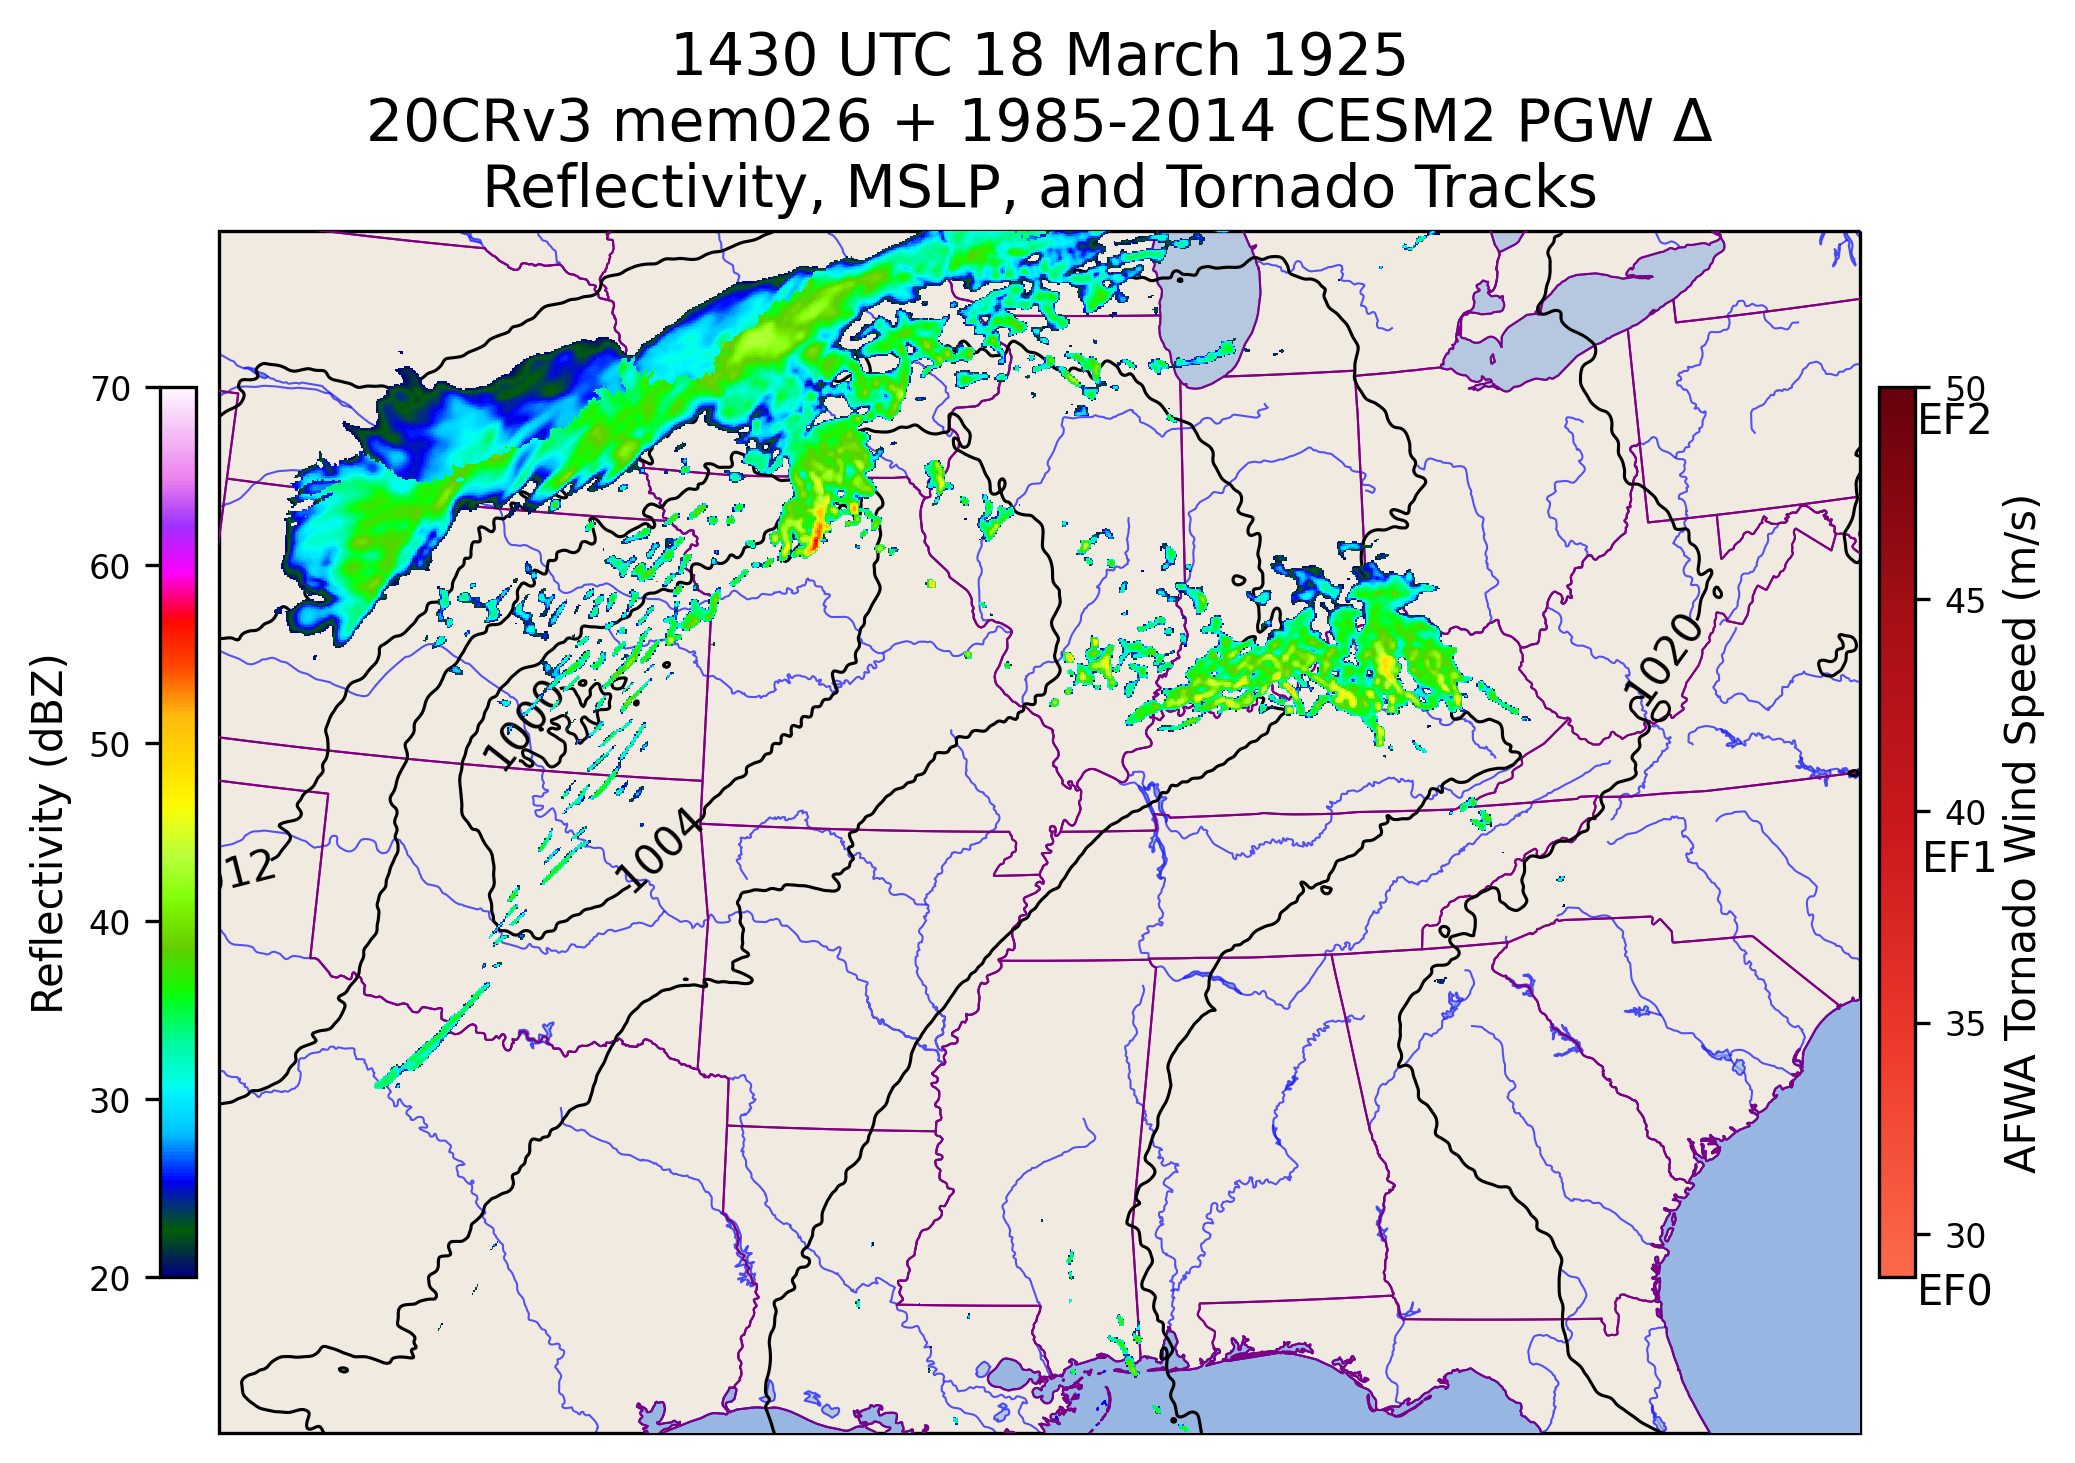 1430 UTC 18 March 1925
20CRv3 mem026 + 1985-2014 CESM2 PGW Δ
Reflectivity, MSLP, and Tornado Tracks
70
60
50
40
30
20
Reflectivity (dBZ)
1000
1004
012
1020
50
EF2
45
40
EF1
35
30
EF0
AFWA Tornado Wind Speed (m/s)